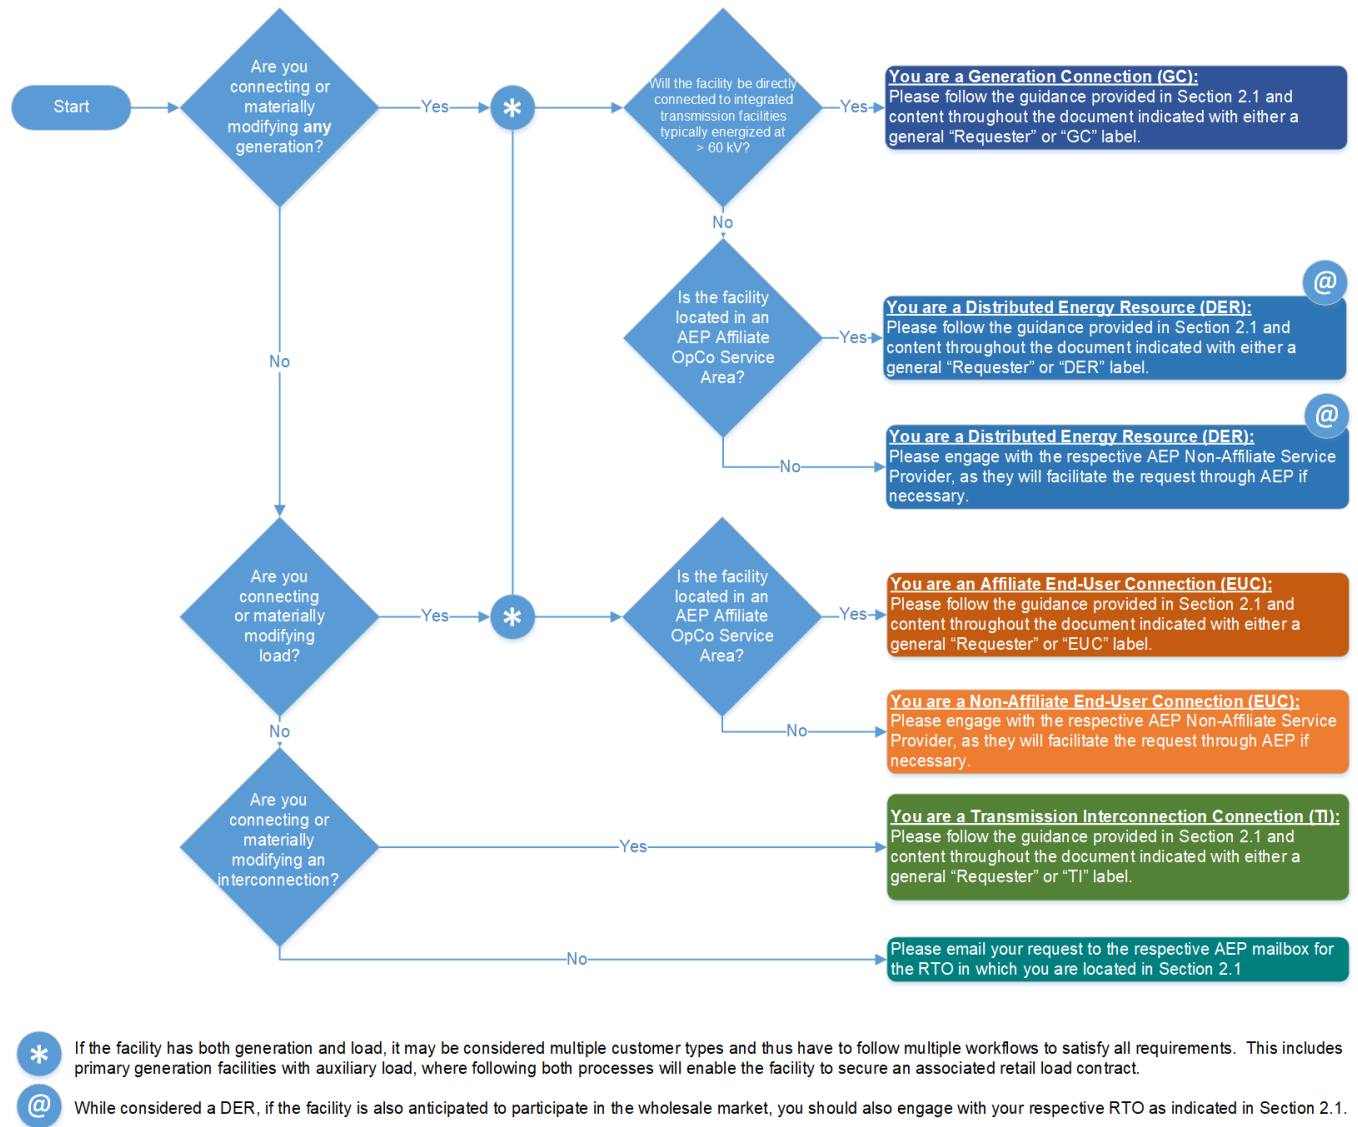 Start
Are you
connecting or
materially
modifying any
generation?
Yes
*
Will the facility be directly
connected to integrated
transmission facilities
typically energized at
> 60 kV?
Yes
You are a Generation Connection (GC):
Please follow the guidance provided in Section 2.1 and
content throughout the document indicated with either a
general “Requester” or “GC” label.
No
No
Is the facility
located in an
AEP Affiliate
OpCo Service
Area?
Yes
@
You are a Distributed Energy Resource (DER):
Please follow the guidance provided in Section 2.1 and
content throughout the document indicated with either a
general “Requester” or “DER” label.
No
@
You are a Distributed Energy Resource (DER):
Please engage with the respective AEP Non-Affiliate Service
Provider, as they will facilitate the request through AEP if
necessary.
Are you
connecting
or materially
modifying
load?
Yes
*
Is the facility
located in an
AEP Affiliate
OpCo Service
Area?
Yes
You are an Affiliate End-User Connection (EUC):
Please follow the guidance provided in Section 2.1 and
content throughout the document indicated with either a
general “Requester” or “EUC” label.
No
You are a Non-Affiliate End-User Connection (EUC):
Please engage with the respective AEP Non-Affiliate Service
Provider, as they will facilitate the request through AEP if
necessary.
No
Are you
connecting or
materially
modifying an
interconnection?
Yes
You are a Transmission Interconnection Connection (TI):
Please follow the guidance provided in Section 2.1 and
content throughout the document indicated with either a
general “Requester” or “TI” label.
No
Please email your request to the respective AEP mailbox for
the RTO in which you are located in Section 2.1
* If the facility has both generation and load, it may be considered multiple customer types and thus have to follow multiple workflows to satisfy all requirements.  This includes
primary generation facilities with auxiliary load, where following both processes will enable the facility to secure an associated retail load contract.
@ While considered a DER, if the facility is also anticipated to participate in the wholesale market, you should also engage with your respective RTO as indicated in Section 2.1.